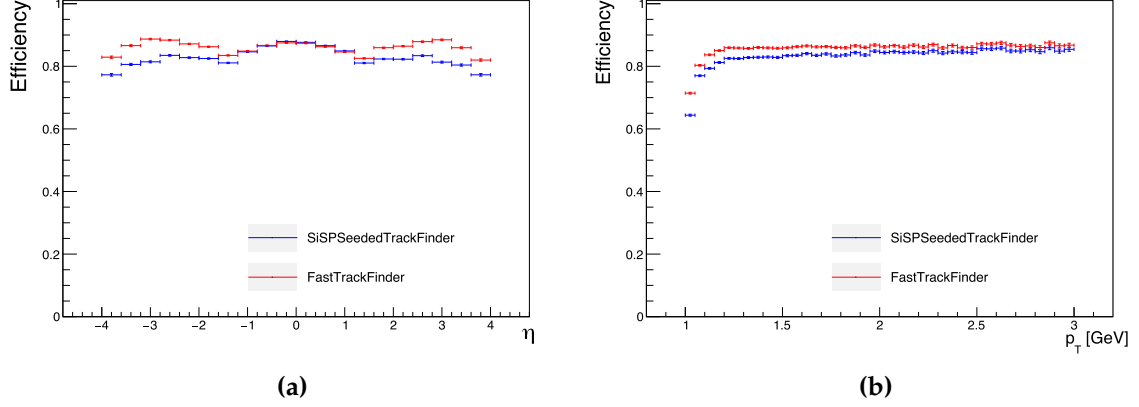 Efficiency
1
0.8
0.6
0.4
0.2
0
−4
−3
−2
−1
0
1
2
3
4
η
SiSPSeededTrackFinder
FastTrackFinder
(a)
Efficiency
1
0.8
0.6
0.4
0.2
0
1
1.5
2
2.5
3
p_T [GeV]
SiSPSeededTrackFinder
FastTrackFinder
(b)